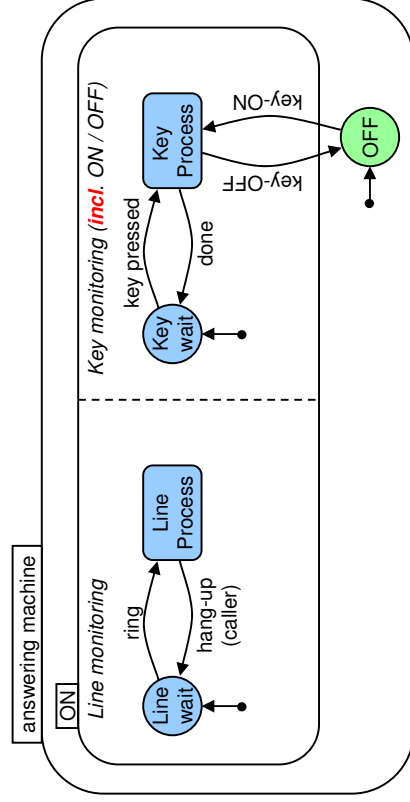 answering machine
ON
Line monitoring
Key monitoring (incl. ON / OFF)
ring
key pressed
Line
wait
Line
Process
Key
wait
Key
Process
hang-up
(caller)
done
key-OFF
key-ON
OFF